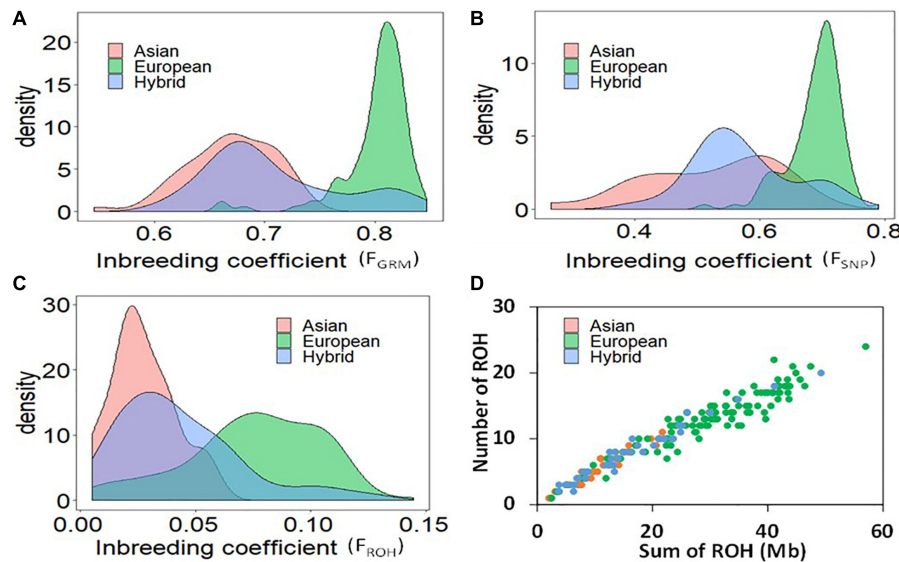 A
density
20
15
10
5
0
Asian
European
Hybrid
0.6 0.7 0.8
Inbreeding coefficient (FGRM)
B
density
10
5
0
Asian
European
Hybrid
0.4 0.6 0.8
Inbreeding coefficient (FSNP)
C
density
30
20
10
0
Asian
European
Hybrid
0.00 0.05 0.10 0.15
Inbreeding coefficient (FROH)
D
Number of ROH
30
20
10
0
Asian
European
Hybrid
0 20 40 60
Sum of ROH (Mb)